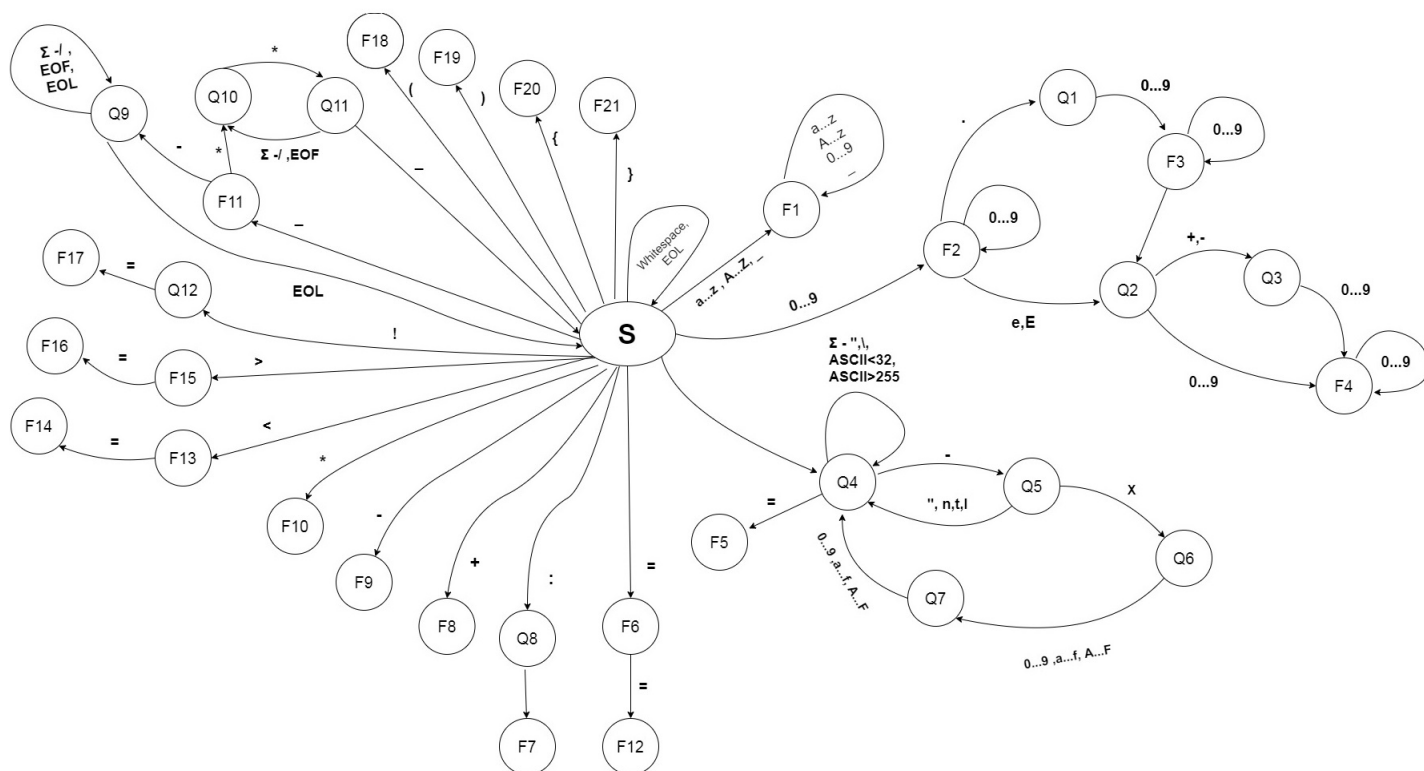 F18
F19
F20
F21
*
Σ -/ ,
EOF,
EOL
Q9
Q10
Q11
(
)
{
}
Σ -/ ,EOF
-
*
–
F11
–
a...z
A...z
0...9
_
F1
Whitespace,
EOL
a...z , A...Z, _
Q1
0...9
.
F3
0...9
F2
0...9
0...9
e,E
Q2
+,-
Q3
0...9
0...9
F4
0...9
F17
=
Q12
EOL
!
S
F16
=
F15
>
F14
=
F13
<
Σ - ",\,
ASCII<32,
ASCII>255
*
F10
-
F9
+
F8
:
Q8
F7
=
F6
=
F12
Q4
-
Q5
", n,t,l
=
F5
X
Q6
0...9 ,a...f, A...F
Q7
0...9 ,a...f, A...F